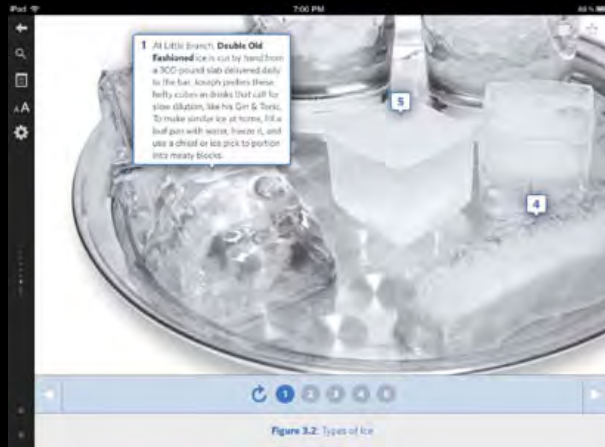 iPad 7:00 PM
AA
1 At Little Branch, Double Old
Fashioned ice is cut by hand from
a 300-pound slab delivered daily
to the bar. Joseph prefers these
hefty cubes in drinks that call for
slow dilution, like his Gin & Tonic.
To make similar ice at home, fill a
loaf pan with water, freeze it, and
use a chisel or ice pick to portion
into meaty blocks.
5
4
1 2 3 4 5
Figure 3.2: Types of Ice